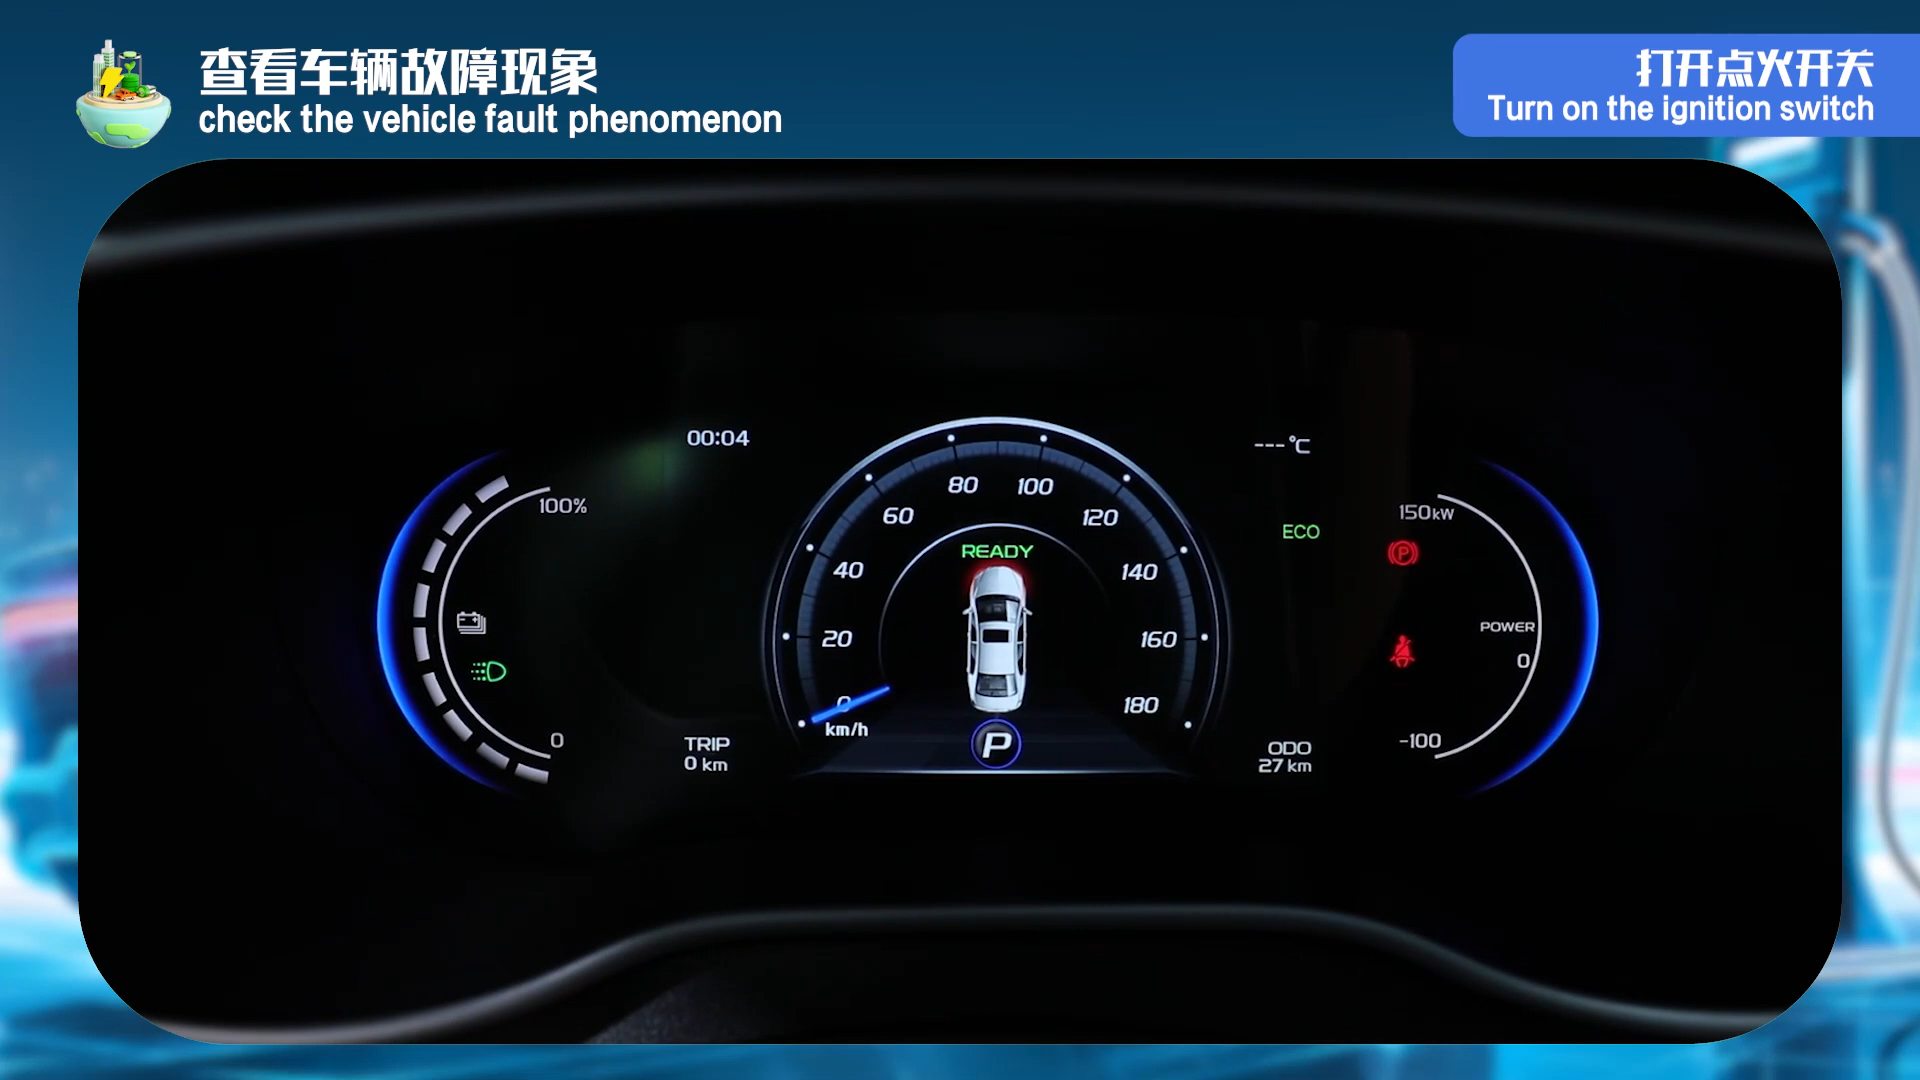 查看车辆故障现象
check the vehicle fault phenomenon
打开点火开关
Turn on the ignition switch
00:04
---℃
100%
0
TRIP
0 km
80 100
60 120
40 140
20 160
0 180
km/h
READY
P
ECO
150kW
P
POWER
0
-100
ODO
27 km